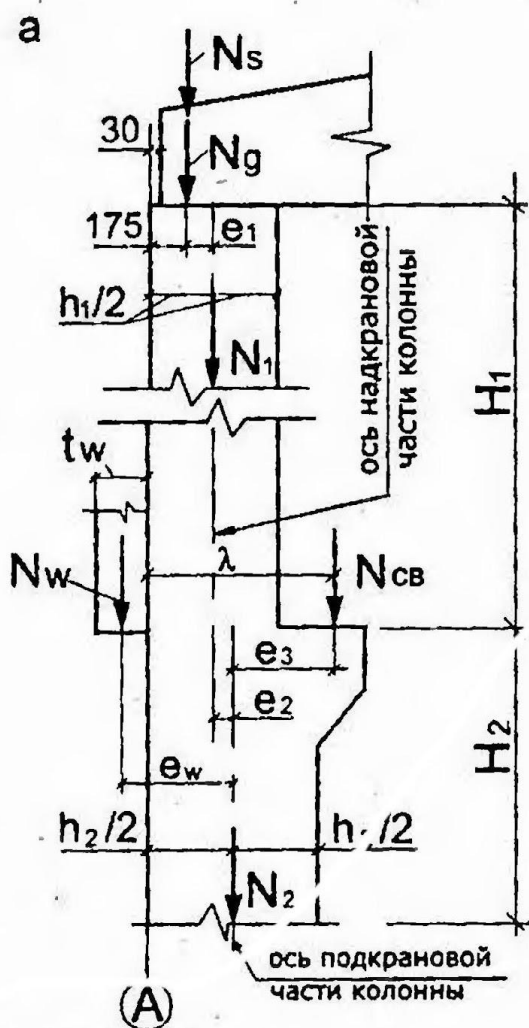 а
Ns
30
Ng
175
e1
h1/2
N1
ось надкрановой
части колонны
H1
tw
λ
Nw
Nсв
e3
e2
ew
H2
h2/2
/2
N2
ось подкрановой
части колонны
А